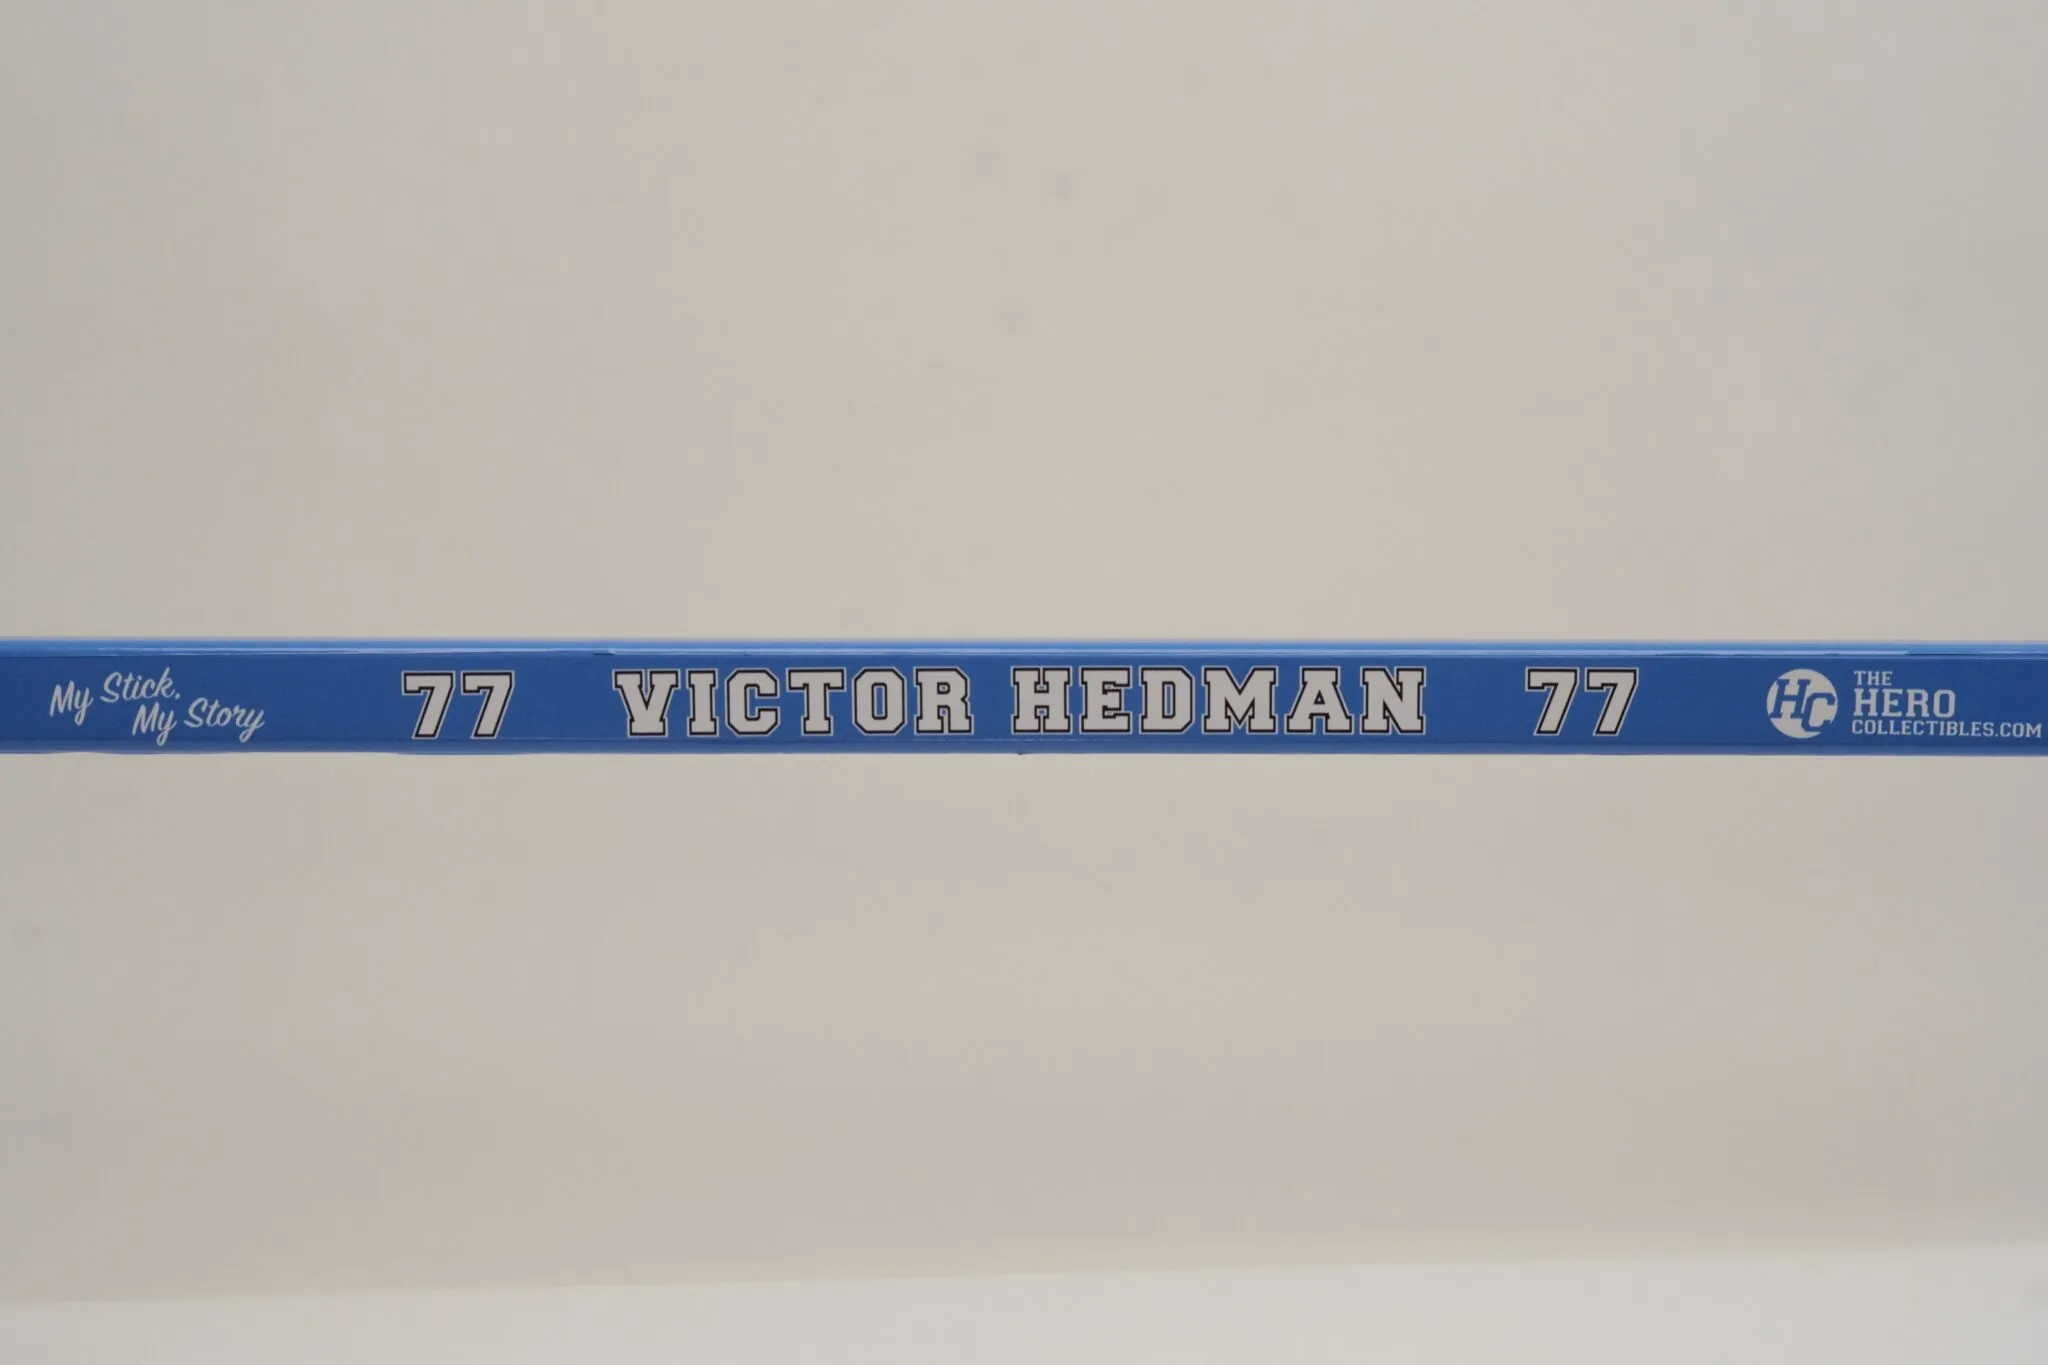 My Stick,
My Story
77 VICTOR HEDMAN 77
HC
THE
HERO
COLLECTIBLES.COM